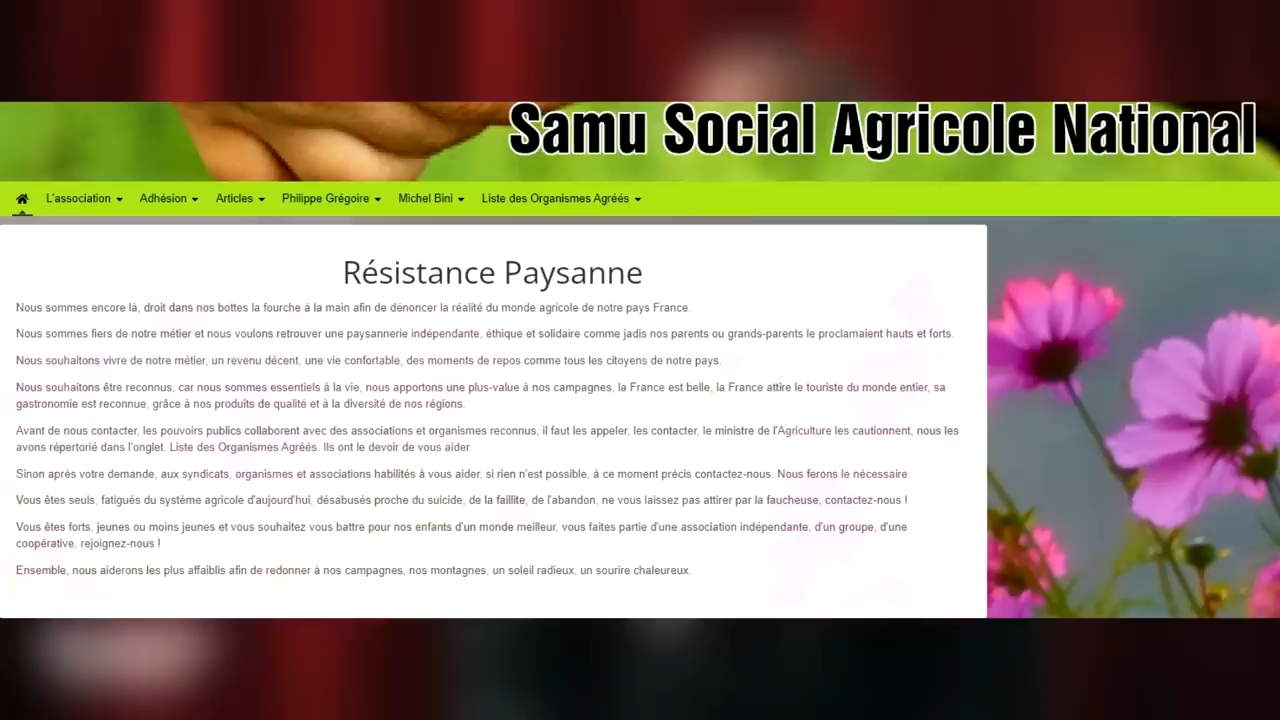 Samu Social Agricole National
L'association Adhésion Articles Philippe Grégoire Michel Bini Liste des Organismes Agréés
Résistance Paysanne
Nous sommes encore là, droit dans nos bottes la fourche à la main afin de dénoncer la réalité du monde agricole de notre pays France.
Nous sommes fiers de notre métier et nous voulons retrouver une paysannerie indépendante, éthique et solidaire comme jadis nos parents ou grands-parents le proclamaient hauts et forts.
Nous souhaitons vivre de notre métier, un revenu décent, une vie confortable, des moments de repos comme tous les citoyens de notre pays.
Nous souhaitons être reconnus, car nous sommes essentiels à la vie, nous apportons une plus-value à nos campagnes, la France est belle, la France attire le touriste du monde entier, sa
gastronomie est reconnue, grâce à nos produits de qualité et à la diversité de nos régions.
Avant de nous contacter, les pouvoirs publics collaborent avec des associations et organismes reconnus, il faut les appeler, les contacter, le ministre de l'Agriculture les cautionnent, nous les
avons répertorié dans l'onglet. Liste des Organismes Agréés. Ils ont le devoir de vous aider.
Sinon après votre demande, aux syndicats, organismes et associations habilités à vous aider, si rien n'est possible, à ce moment précis contactez-nous. Nous ferons le nécessaire.
Vous êtes seuls, fatigués du système agricole d'aujourd'hui, désabusés proche du suicide, de la faillite, de l'abandon, ne vous laissez pas attirer par la faucheuse, contactez-nous !
Vous êtes forts, jeunes ou moins jeunes et vous souhaitez vous battre pour nos enfants d'un monde meilleur, vous faites partie d'une association indépendante, d'un groupe, d'une
coopérative, rejoignez-nous !
Ensemble, nous aiderons les plus affaiblis afin de redonner à nos campagnes, nos montagnes, un soleil radieux, un sourire chaleureux.